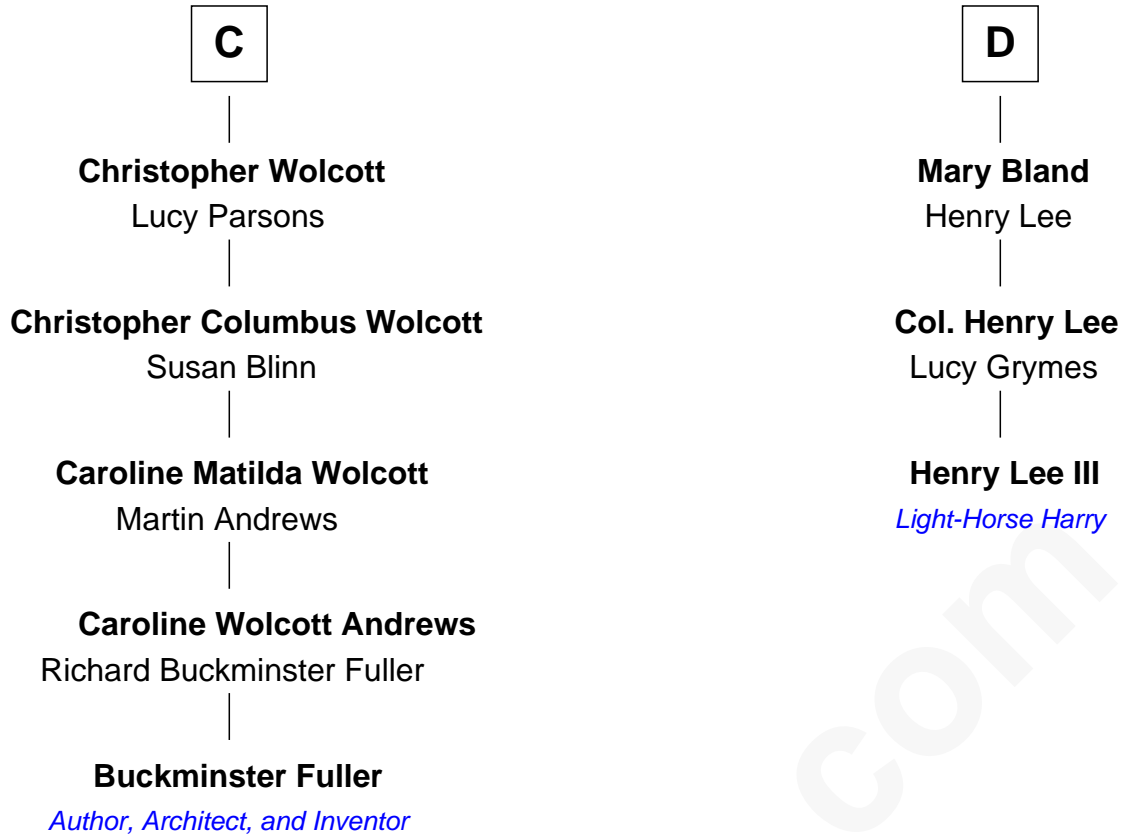 C
Christopher Wolcott
Lucy Parsons
Christopher Columbus Wolcott
Susan Blinn
Caroline Matilda Wolcott
Martin Andrews
Caroline Wolcott Andrews
Richard Buckminster Fuller
Buckminster Fuller
Author, Architect, and Inventor
D
Mary Bland
Henry Lee
Col. Henry Lee
Lucy Grymes
Henry Lee III
Light-Horse Harry
com